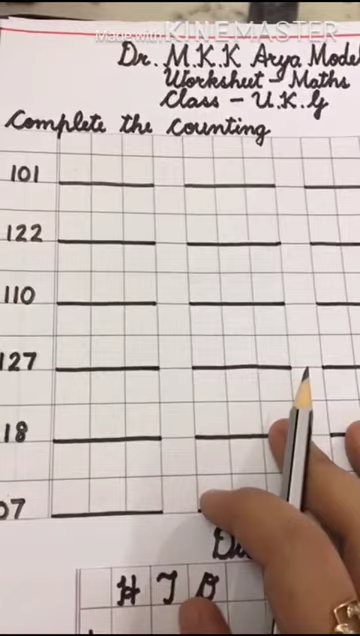 Made with KINEMASTER
Dr. M.K.K Arya Model
Worksheet - Maths
Class - U.K.G
Complete the counting
101
122
110
127
18
07
H T O